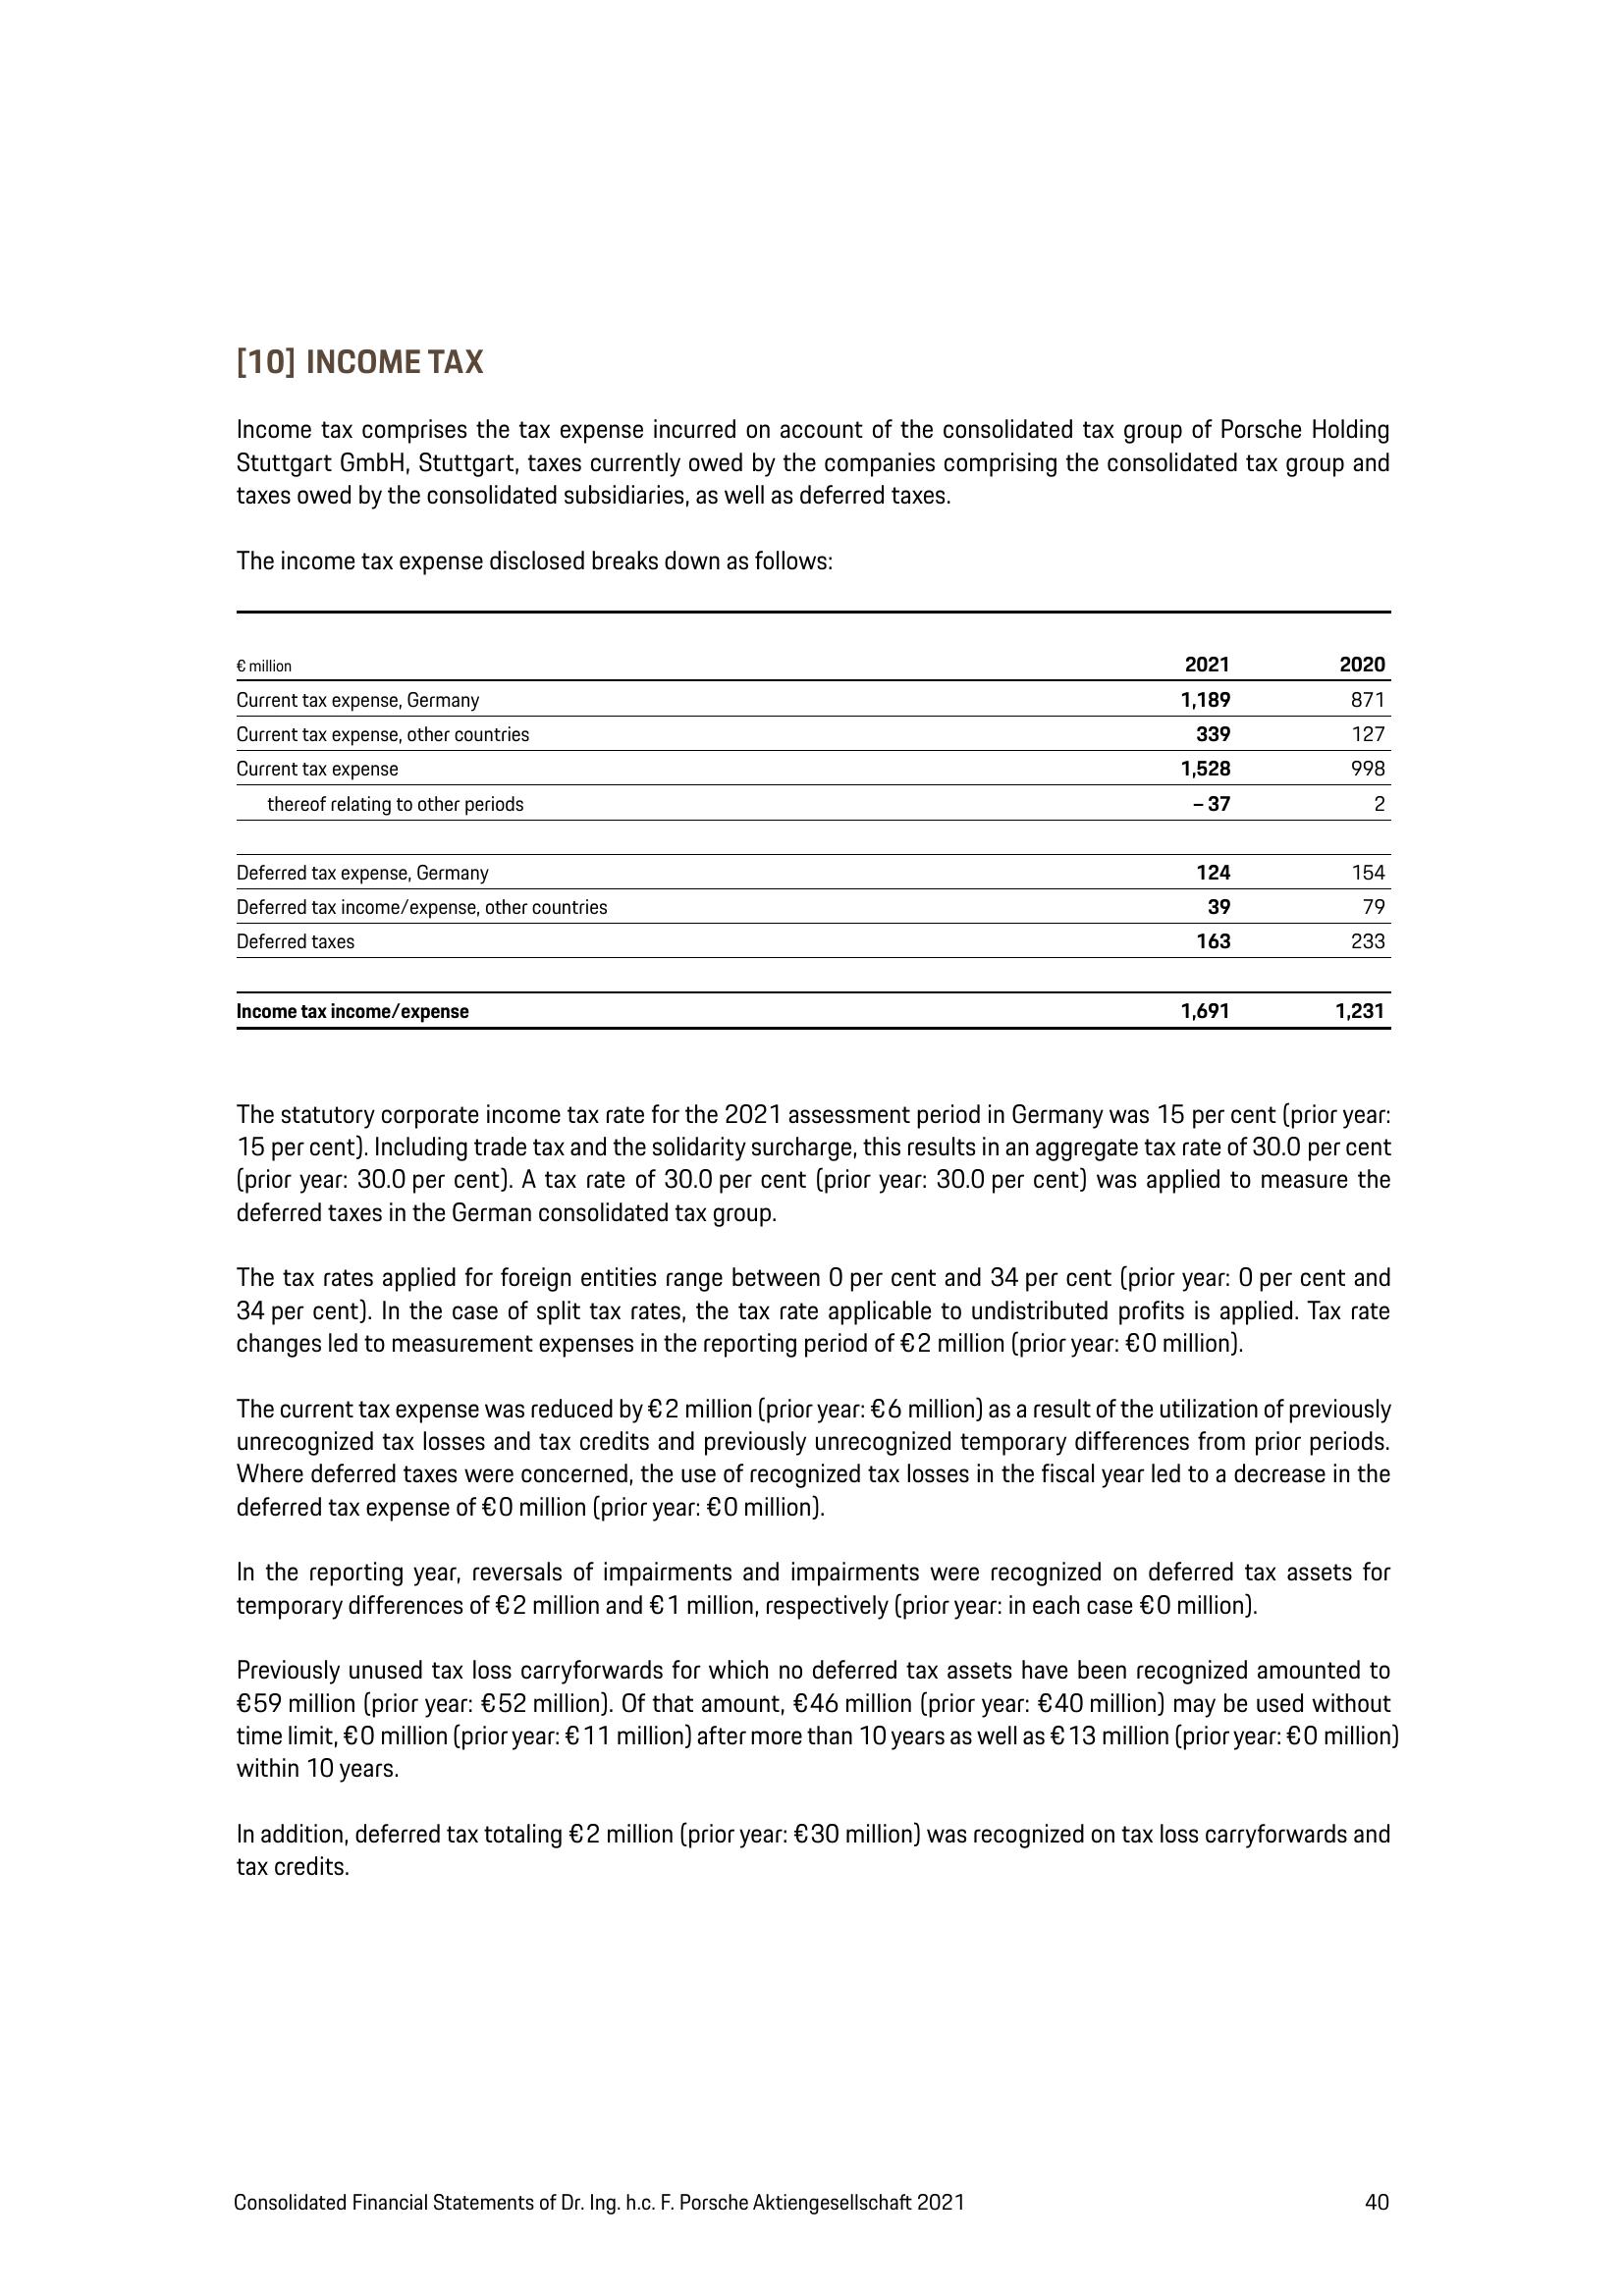 [10] INCOME TAX
Income tax comprises the tax expense incurred on account of the consolidated tax group of Porsche Holding
Stuttgart GmbH, Stuttgart, taxes currently owed by the companies comprising the consolidated tax group and
taxes owed by the consolidated subsidiaries, as well as deferred taxes.
The income tax expense disclosed breaks down as follows:
€ million 2021 2020
Current tax expense, Germany 1,189 871
Current tax expense, other countries 339 127
Current tax expense 1,528 998
thereof relating to other periods – 37 2
Deferred tax expense, Germany 124 154
Deferred tax income/expense, other countries 39 79
Deferred taxes 163 233
Income tax income/expense 1,691 1,231
The statutory corporate income tax rate for the 2021 assessment period in Germany was 15 per cent (prior year:
15 per cent). Including trade tax and the solidarity surcharge, this results in an aggregate tax rate of 30.0 per cent
(prior year: 30.0 per cent). A tax rate of 30.0 per cent (prior year: 30.0 per cent) was applied to measure the
deferred taxes in the German consolidated tax group.
The tax rates applied for foreign entities range between 0 per cent and 34 per cent (prior year: 0 per cent and
34 per cent). In the case of split tax rates, the tax rate applicable to undistributed profits is applied. Tax rate
changes led to measurement expenses in the reporting period of € 2 million (prior year: € 0 million).
The current tax expense was reduced by € 2 million (prior year: € 6 million) as a result of the utilization of previously
unrecognized tax losses and tax credits and previously unrecognized temporary differences from prior periods.
Where deferred taxes were concerned, the use of recognized tax losses in the fiscal year led to a decrease in the
deferred tax expense of € 0 million (prior year: € 0 million).
In the reporting year, reversals of impairments and impairments were recognized on deferred tax assets for
temporary differences of € 2 million and € 1 million, respectively (prior year: in each case € 0 million).
Previously unused tax loss carryforwards for which no deferred tax assets have been recognized amounted to
€ 59 million (prior year: € 52 million). Of that amount, € 46 million (prior year: € 40 million) may be used without
time limit, € 0 million (prior year: € 11 million) after more than 10 years as well as € 13 million (prior year: € 0 million)
within 10 years.
In addition, deferred tax totaling € 2 million (prior year: € 30 million) was recognized on tax loss carryforwards and
tax credits.
Consolidated Financial Statements of Dr. Ing. h.c. F. Porsche Aktiengesellschaft 2021 40